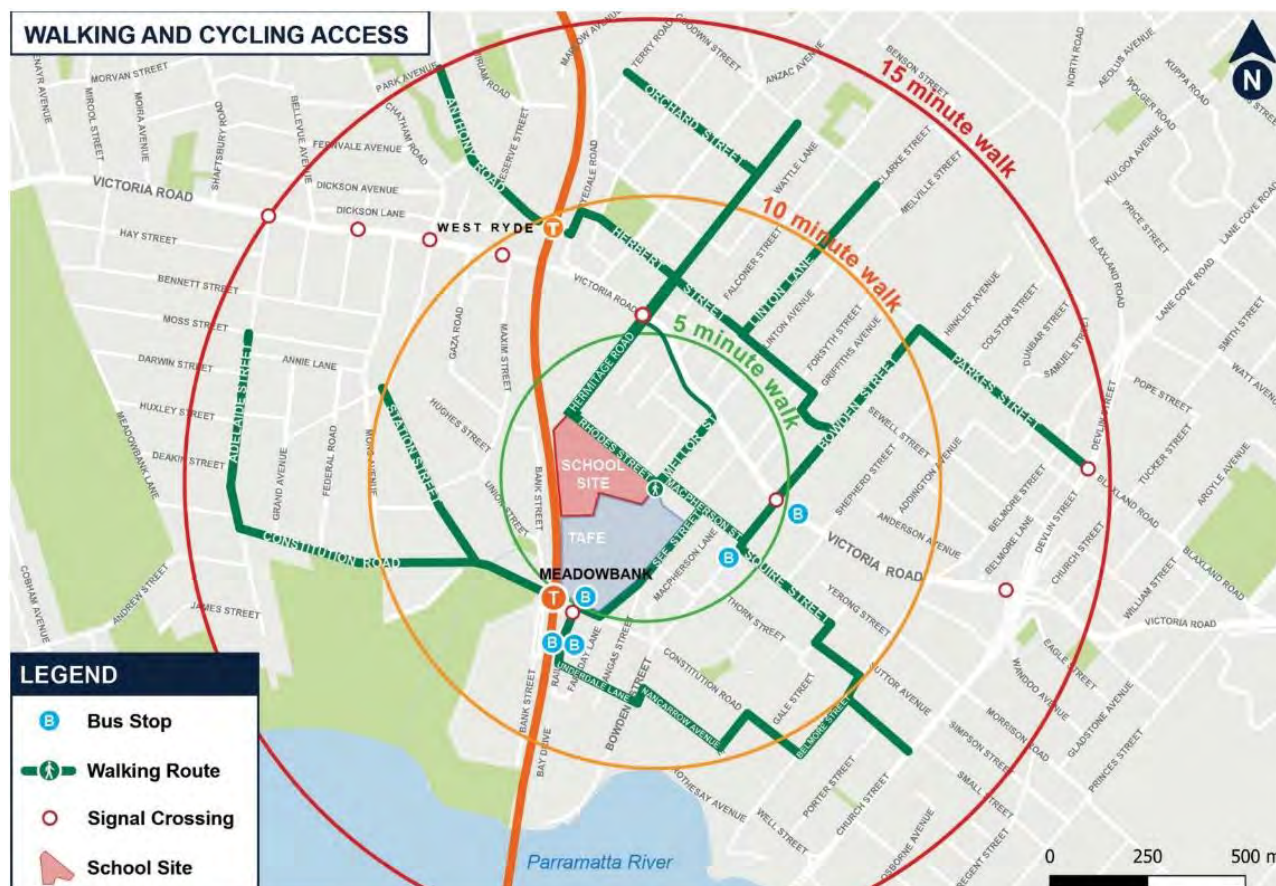 WALKING AND CYCLING ACCESS
MORVAN STREET
MIROOL STREET
MOIRA AVENUE
SHAFTSBURY ROAD
BELLEVUE AVENUE
PARK AVENUE
CHATHAM ROAD
ANTHONY ROAD
FERNVALE AVENUE
DICKSON AVENUE
DICKSON LANE
VICTORIA ROAD
HAY STREET
BENNETT STREET
MOSS STREET
DARWIN STREET
HUXLEY STREET
DEAKIN STREET
ANNIE LANE
ADELAIDE STREET
MEADOWBANK LANE
GRAND AVENUE
FEDERAL ROAD
STATION STREET
HUGHES STREET
UNION STREET
GAZA ROAD
MAXIM STREET
BANK STREET
CONSTITUTION ROAD
ANDREW STREET
JAMES STREET
COBHAM AVENUE
WEST RYDE
T
GOODWIN STREET
TERRY ROAD
ANZAC AVENUE
ORCHARD STREET
WATTLE LANE
BENSON STREET
15 minute walk
NORTH ROAD
AEOLUS AVENUE
WOLGER ROAD
KUPPA ROAD
KULGOA AVENUE
PRICE STREET
LANE COVE ROAD
BLAXLAND ROAD
N
CLARKE STREET
MELVILLE STREET
10 minute walk
HERBERT STREET
FALCONER STREET
LINTON LANE
LINTON AVENUE
FORSYTH STREET
GRIFFITHS AVENUE
HINKLER AVENUE
COLSTON STREET
DUNBAR STREET
SAMUEL STREET
PARKES STREET
LANE COVE ROAD
SMITH STREET
WATT AVENUE
POPE STREET
TUCKER STREET
ARGYLE AVENUE
DEVLIN STREET
BLAXLAND ROAD
VICTORIA ROAD
5 minute walk
HERMITAGE ROAD
RHODES STREET
MELLOR ST
BOWDEN STREET
SEWELL STREET
SHEPHERD STREET
ADDINGTON AVENUE
ANDERSON AVENUE
BELMORE STREET
BELMORE LANE
DEVLIN STREET
CHURCH STREET
WILLIAM STREET
BLAXLAND ROAD
VICTORIA ROAD
VICTORIA ROAD
SCHOOL
SITE
TAFE
MACPHERSON ST
SQUIRE STREET
SEE STREET
MACPHERSON LANE
B
B
MEADOWBANK
T
B
B
B
THORN STREET
YERONG STREET
CONSTITUTION ROAD
GALE STREET
SUTTOR AVENUE
EAGLE STREET
WANDOO AVENUE
GLADSTONE AVENUE
PRINCES STREET
MORRISON ROAD
SIMPSON STREET
SMALL STREET
UNDERDALE LANE
NANCARROW AVENUE
BELMORE STREET
BOWDEN STREET
BANK STREET
BAY DRIVE
PORTER STREET
CHURCH STREET
WELL STREET
Parramatta River
LEGEND
B Bus Stop
Walking Route
Signal Crossing
School Site
0 250 500 m